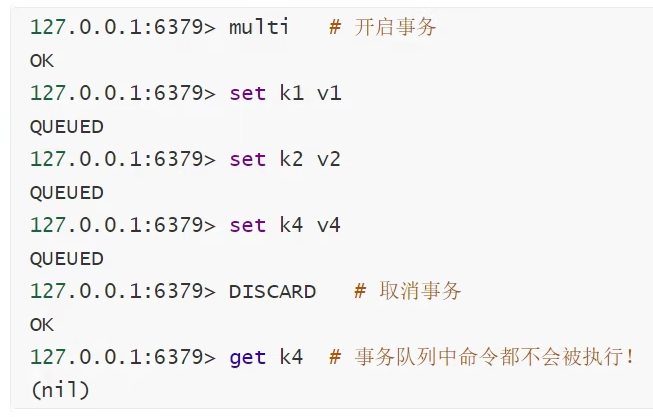 127.0.0.1:6379> multi   # 开启事务
OK
127.0.0.1:6379> set k1 v1
QUEUED
127.0.0.1:6379> set k2 v2
QUEUED
127.0.0.1:6379> set k4 v4
QUEUED
127.0.0.1:6379> DISCARD   # 取消事务
OK
127.0.0.1:6379> get k4  # 事务队列中命令都不会被执行！
(nil)